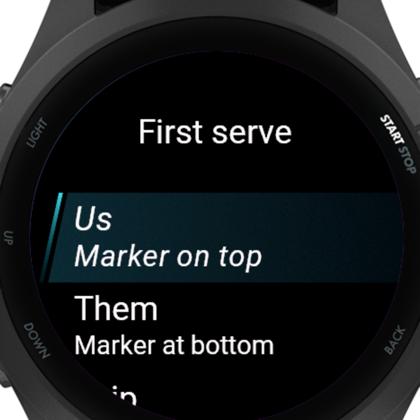 First serve
Us
Marker on top
Them
Marker at bottom
LIGHT
UP
DOWN
START STOP
BACK